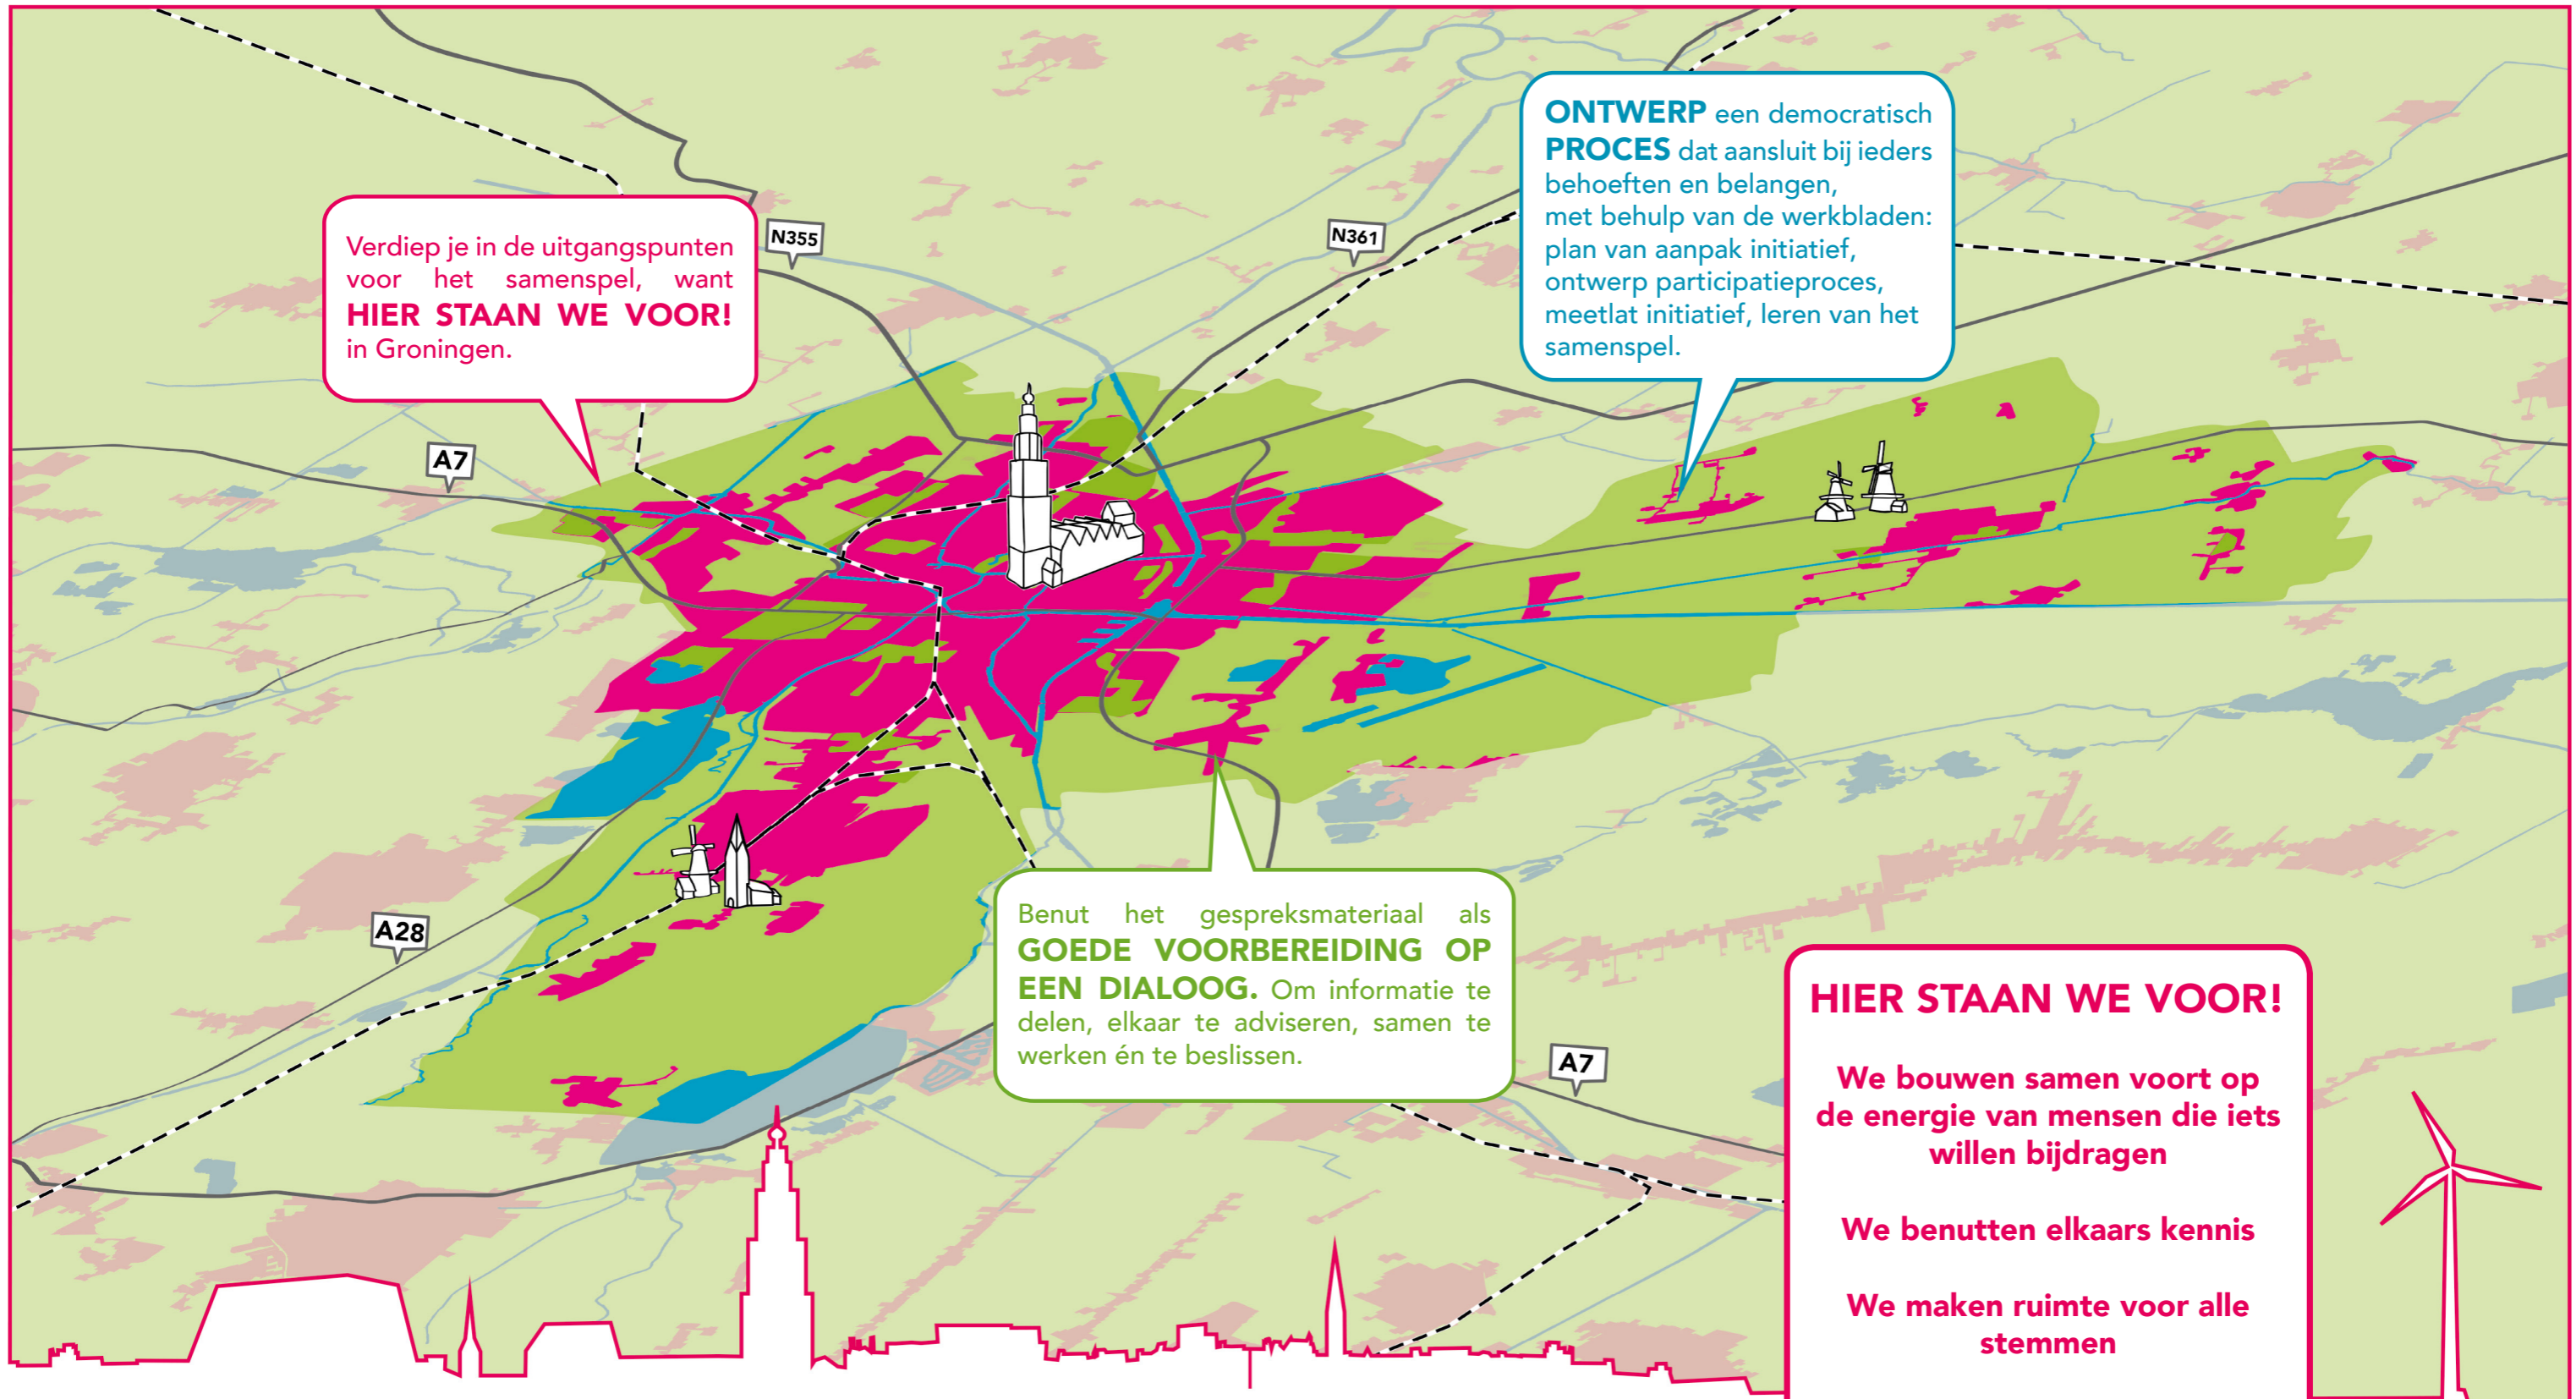 Verdiep je in de uitgangspunten
voor het samenspel, want
HIER STAAN WE VOOR!
in Groningen.
N355
N361
ONTWERP een democratisch
PROCES dat aansluit bij ieders
behoeften en belangen,
met behulp van de werkbladen:
plan van aanpak initiatief,
ontwerp participatieproces,
meetlat initiatief, leren van het
samenspel.
A7
A28
Benut het gespreksmateriaal als
GOEDE VOORBEREIDING OP
EEN DIALOOG. Om informatie te
delen, elkaar te adviseren, samen te
werken én te beslissen.
A7
HIER STAAN WE VOOR!
We bouwen samen voort op
de energie van mensen die iets
willen bijdragen
We benutten elkaars kennis
We maken ruimte voor alle
stemmen